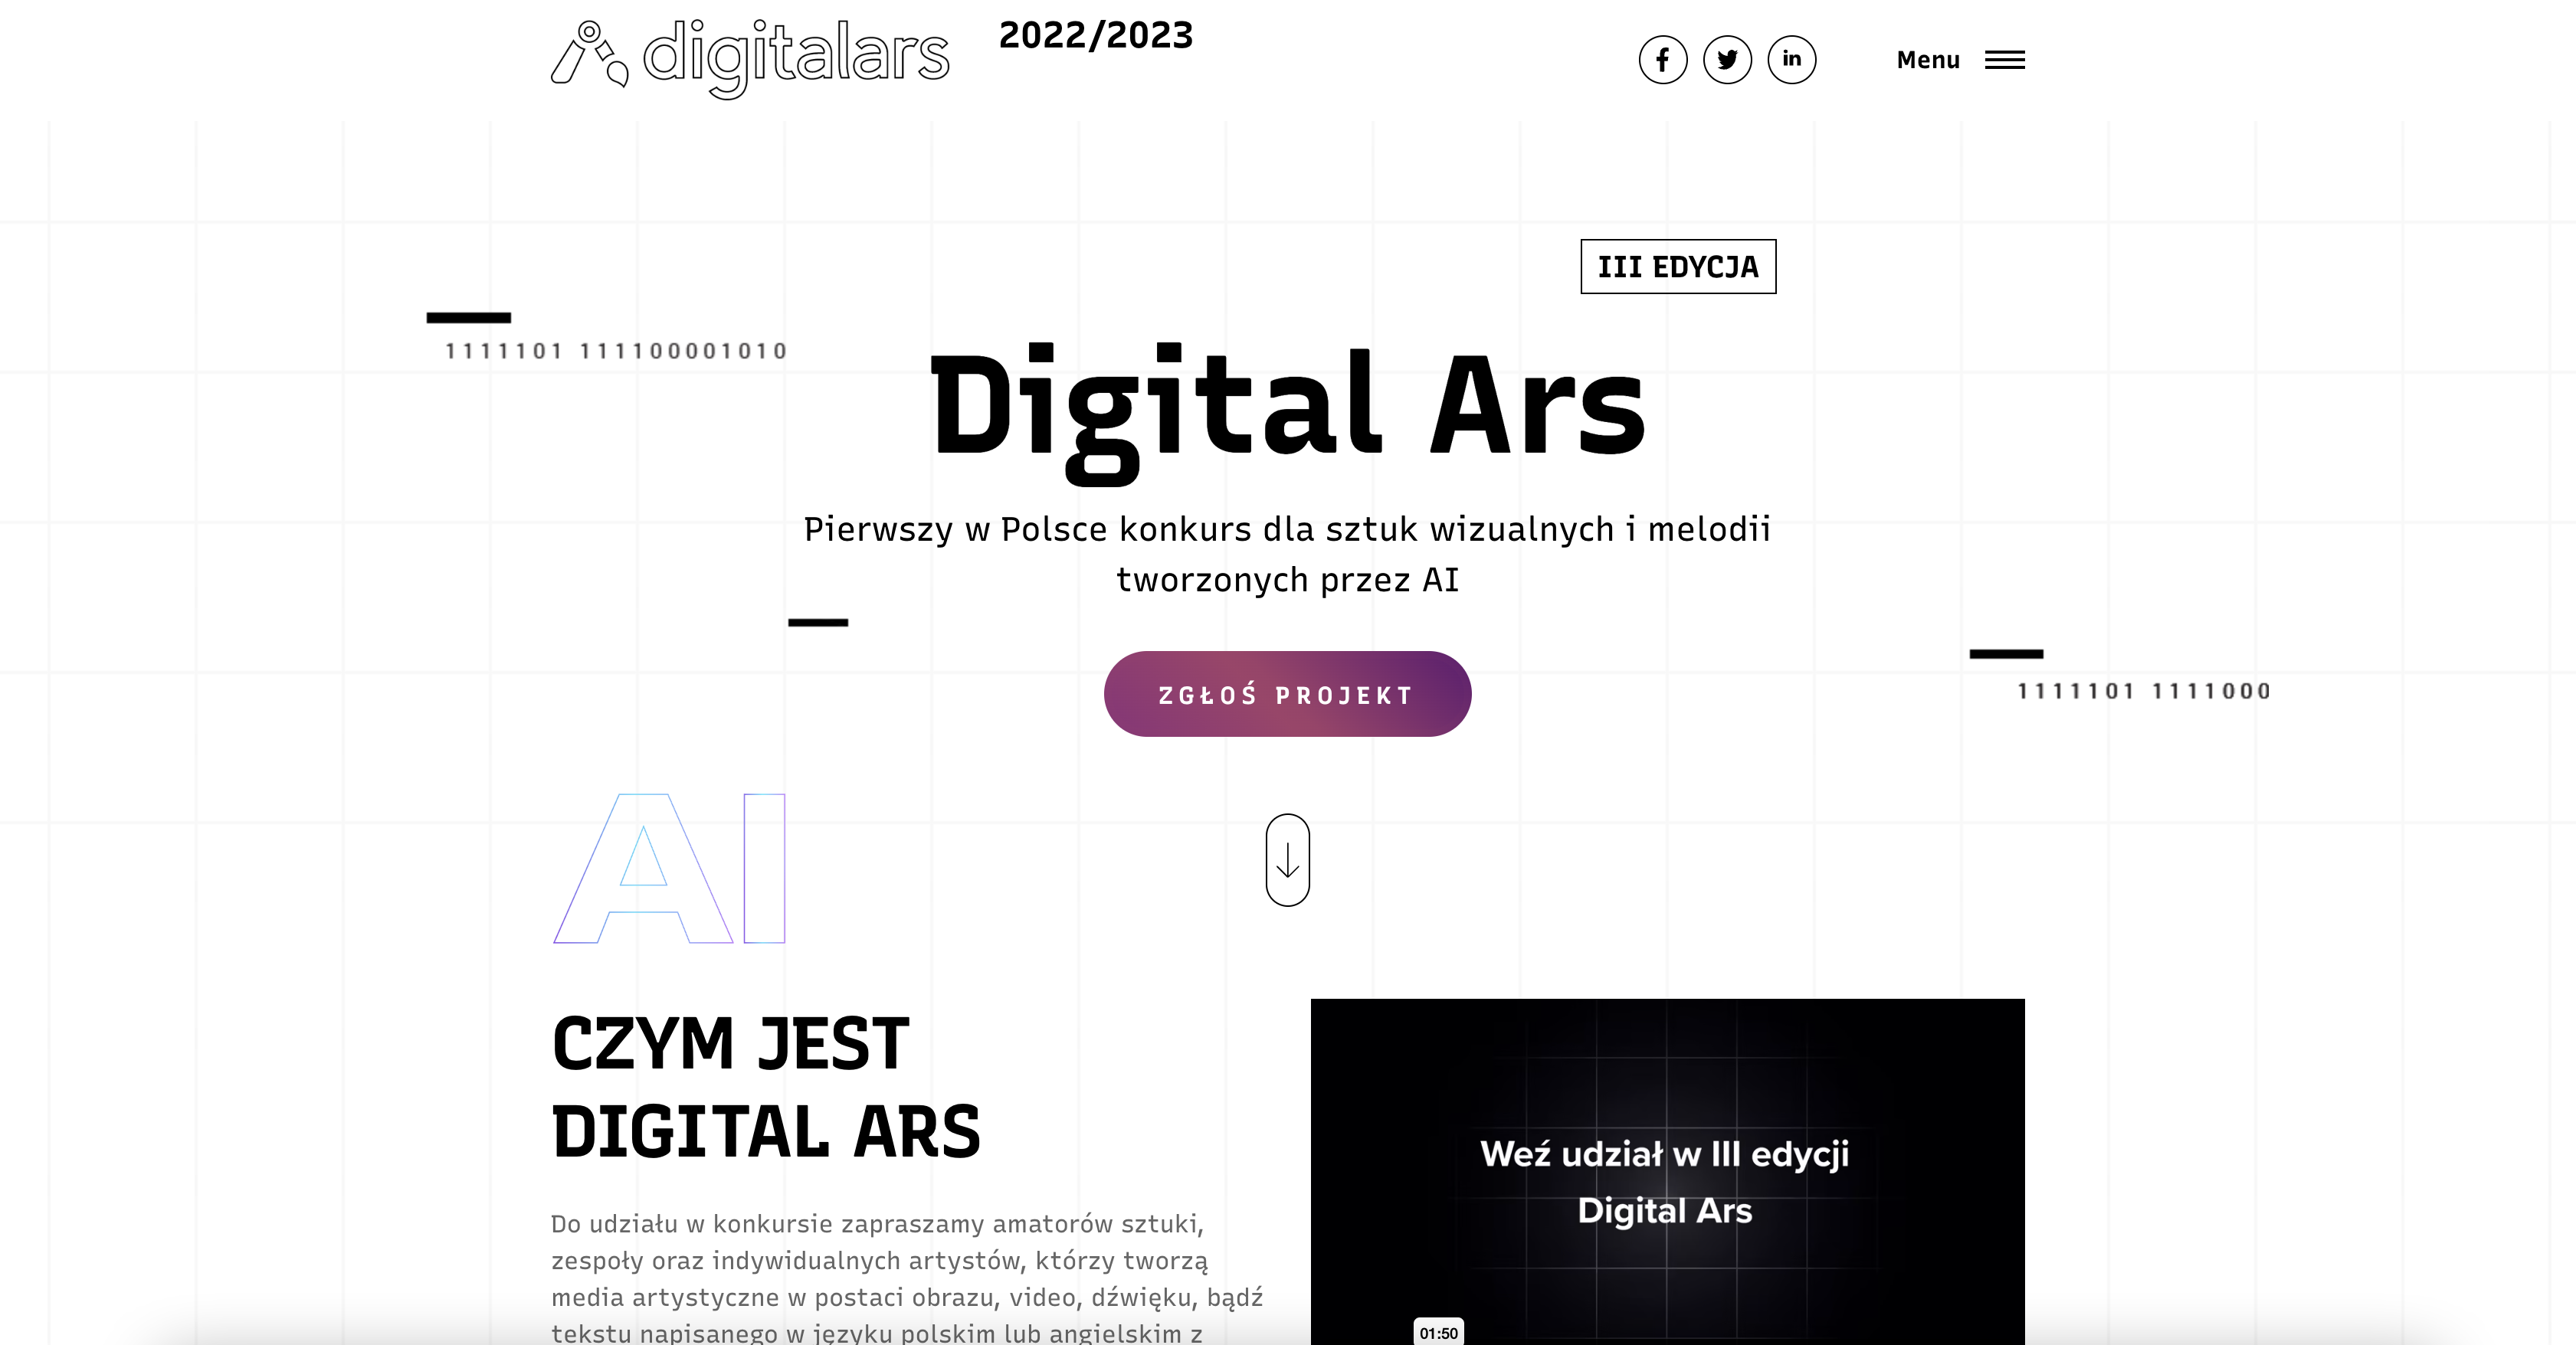 digitalars
2022/2023
Menu
III EDYCJA
1111101 111100001010
Digital Ars
Pierwszy w Polsce konkurs dla sztuk wizualnych i melodii
tworzonych przez AI
ZGŁOŚ PROJEKT
1111101 1111000
AI
CZYM JEST
DIGITAL ARS
Do udziału w konkursie zapraszamy amatorów sztuki,
zespoły oraz indywidualnych artystów, którzy tworzą
media artystyczne w postaci obrazu, video, dźwięku, bądź
tekstu napisanego w języku polskim lub angielskim z
Weź udział w III edycji
Digital Ars
01:50